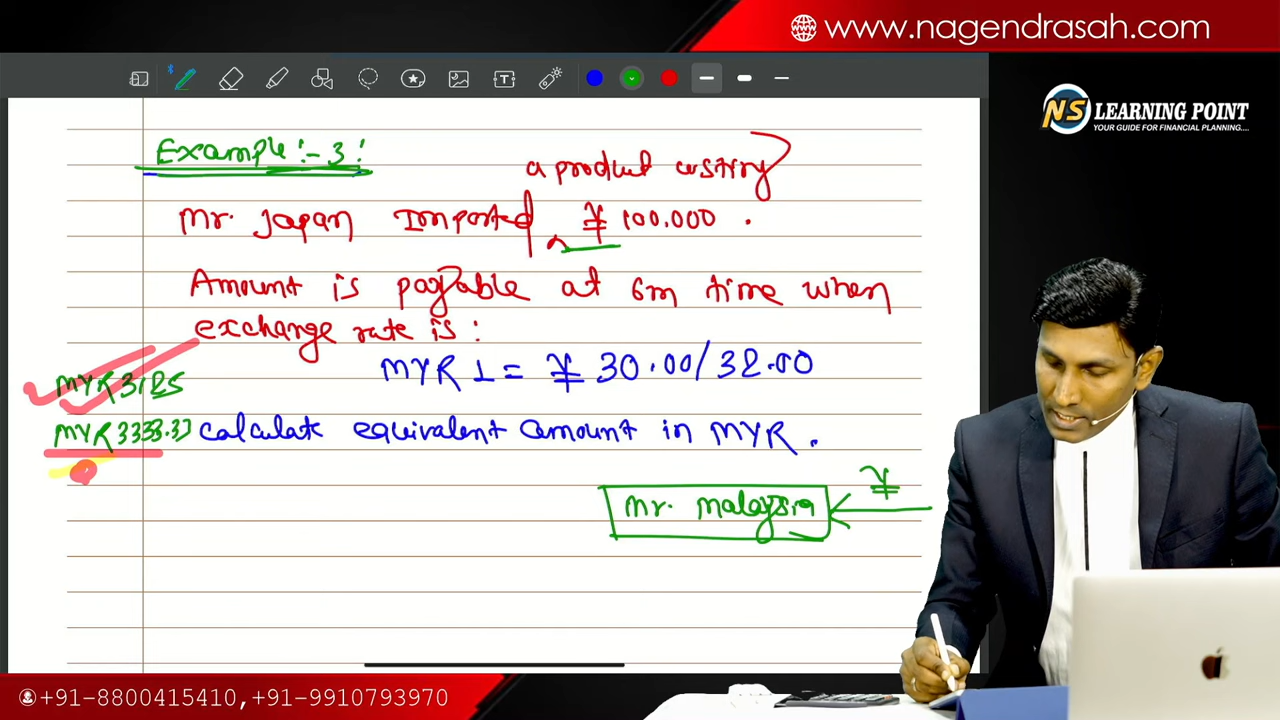 www.nagendrasah.com
NS LEARNING POINT
YOUR GUIDE FOR FINANCIAL PLANNING....
Example:-3:
a product costing
Mr. Japan Imported ¥ 100.000 .
Amount is payable at 6m time when
exchange rate is:
MYR 1 = ¥ 30.00/32.00
MYR 3125
MYR 3333.33
calculate equivalent amount in MYR.
¥
Mr. malaysia
+91-8800415410,+91-9910793970